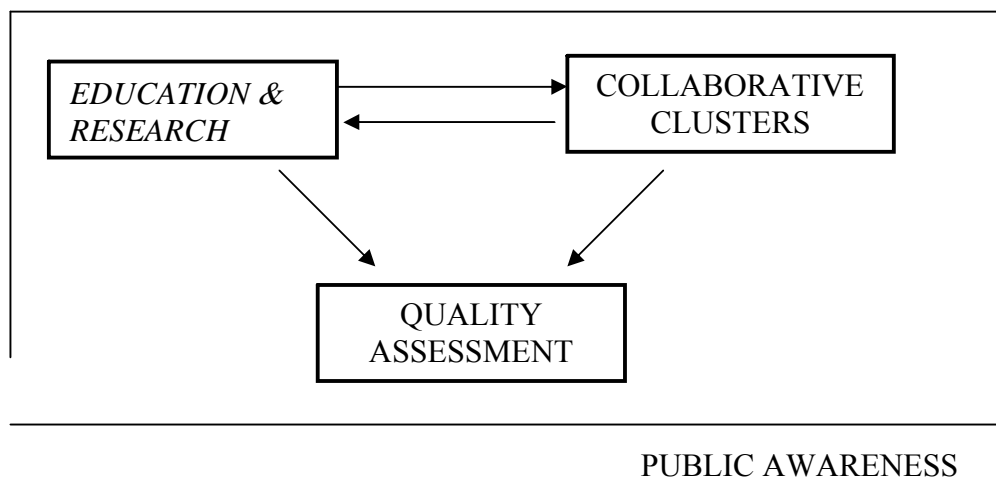 EDUCATION &
RESEARCH
COLLABORATIVE
CLUSTERS
QUALITY
ASSESSMENT
PUBLIC AWARENESS